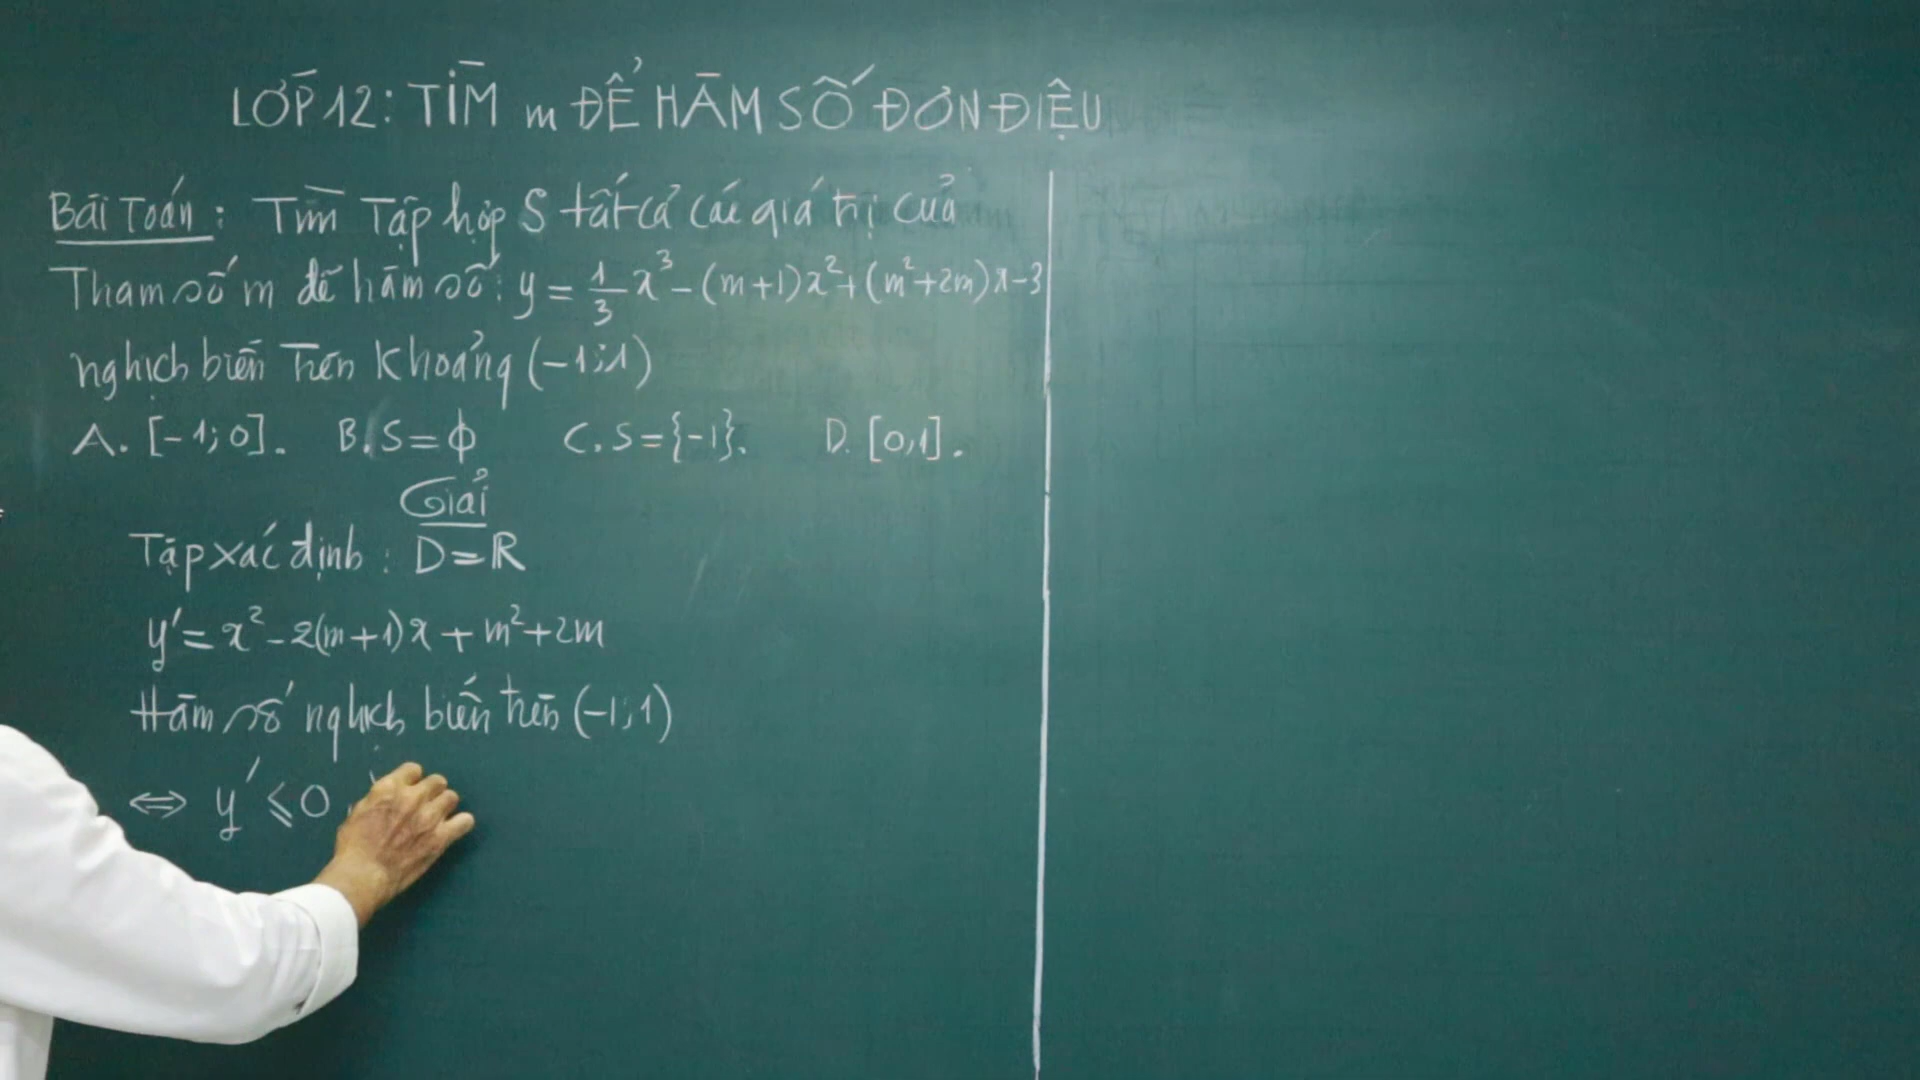 LỚP 12: TÌM m ĐỂ HÀM SỐ ĐƠN ĐIỆU
Bài Toán: Tìm Tập hợp S tất cả các giá trị của
Tham số m để hàm số: y = \frac{1}{3}x³ - (m+1)x² + (m²+2m)x - 3
nghịch biến Trên Khoảng (-1;1)
A. [-1;0]. B. S = ϕ C. S = {-1}. D. [0,1].
Giải
Tập xác định: D = ℝ
y' = x² - 2(m+1)x + m² + 2m
Hàm số nghịch biến trên (-1;1)
⇔ y' ⩽ 0